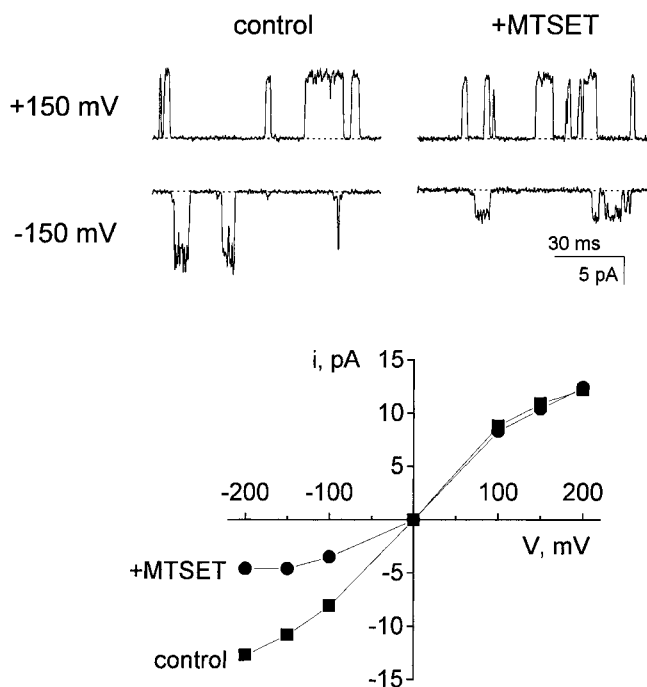 control +MTSET
+150 mV
-150 mV
30 ms
5 pA
i, pA
15
10
5
-200 -100 100 200
V, mV
+MTSET
-5
-10
control
-15